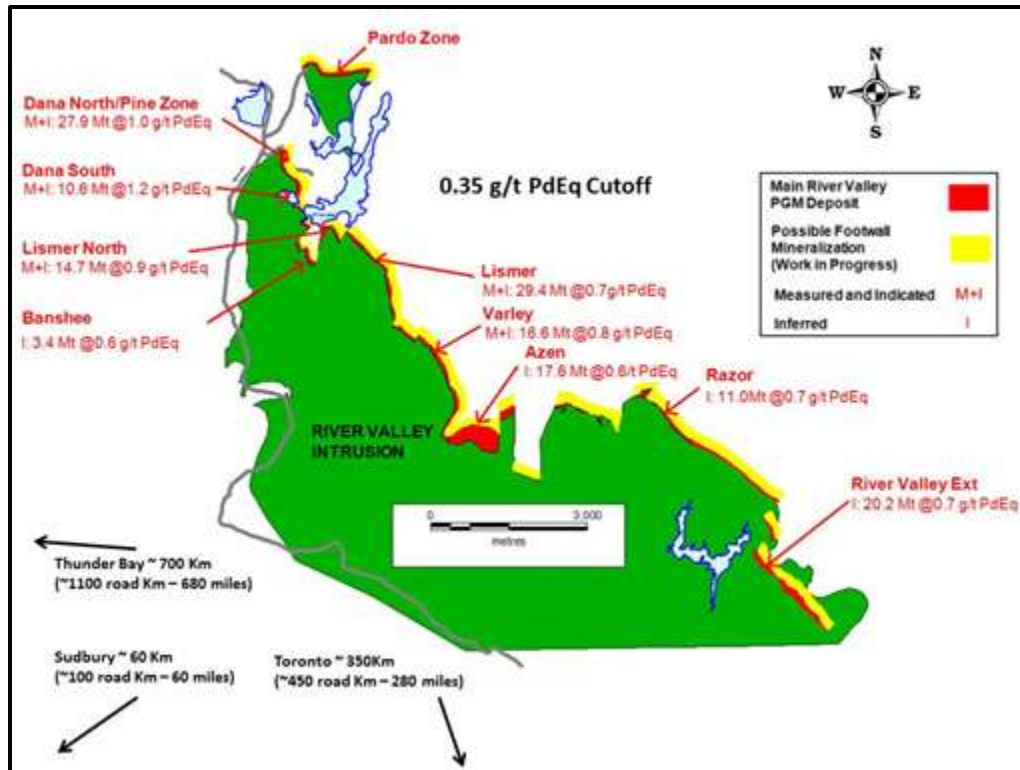 Pardo Zone
Dana North/Pine Zone
M+I: 27.9 Mt @1.0 g/t PdEq
Dana South
M+I: 10.6 Mt @1.2 g/t PdEq
Lismer North
M+I: 14.7 Mt @0.9 g/t PdEq
Banshee
I: 3.4 Mt @0.6 g/t PdEq
0.35 g/t PdEq Cutoff
N
W
E
S
Main River Valley
PGM Deposit
Possible Footwall
Mineralization
(Work in Progress)
Measured and Indicated M+I
Inferred I
Lismer
M+I: 29.4 Mt @0.7g/t PdEq
Varley
M+I: 16.6 Mt @0.8 g/t PdEq
Azen
I: 17.6 Mt @0.6/t PdEq
Razor
I: 11.0Mt @0.7 g/t PdEq
RIVER VALLEY
INTRUSION
River Valley Ext
I: 20.2 Mt @0.7 g/t PdEq
0 3,000
metres
Thunder Bay ~ 700 Km
(~1100 road Km – 680 miles)
Sudbury ~ 60 Km
(~100 road Km – 60 miles)
Toronto ~ 350Km
(~450 road Km – 280 miles)